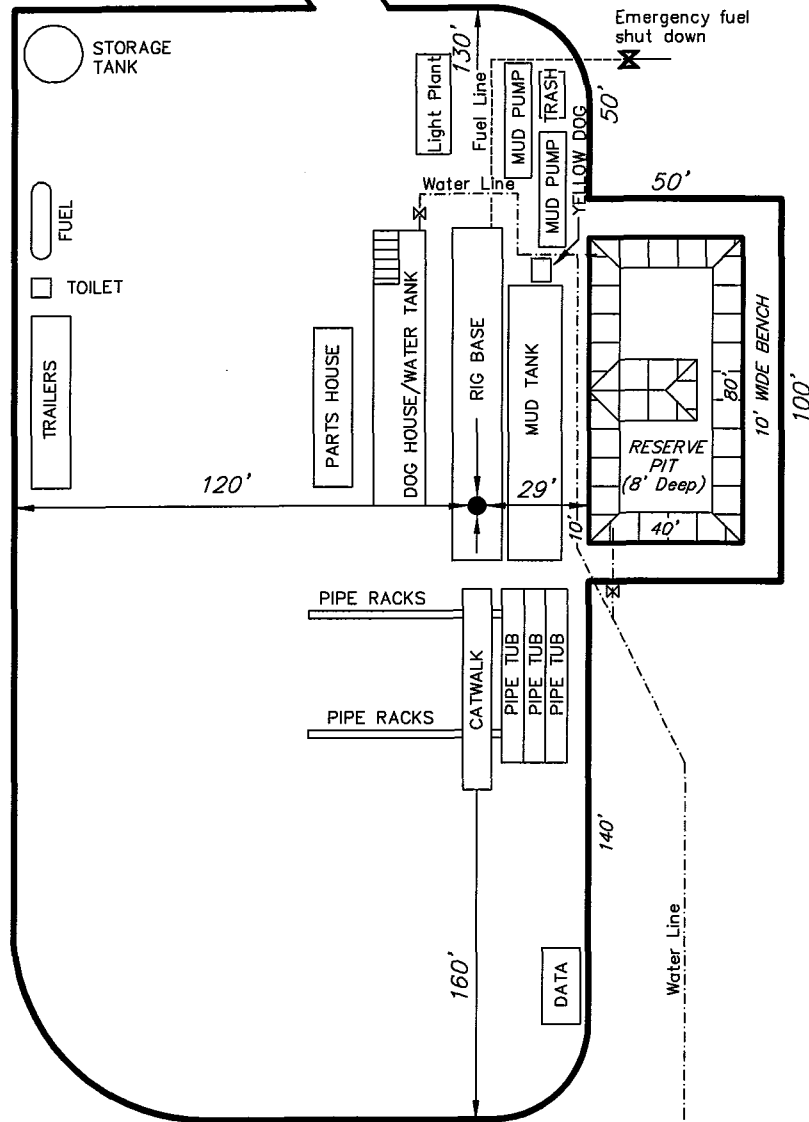 Emergency fuel
shut down
STORAGE
TANK
130'
Light Plant
Fuel Line
MUD PUMP
TRASH
50'
MUD PUMP
YELLOW DOG
Water Line
50'
FUEL
TOILET
TRAILERS
PARTS HOUSE
DOG HOUSE/WATER TANK
RIG BASE
MUD TANK
80'
10' WIDE BENCH
100'
RESERVE
PIT
(8' Deep)
120'
29'
10'
40'
PIPE RACKS
CATWALK
PIPE TUB
PIPE TUB
PIPE TUB
PIPE RACKS
140'
160'
DATA
Water Line